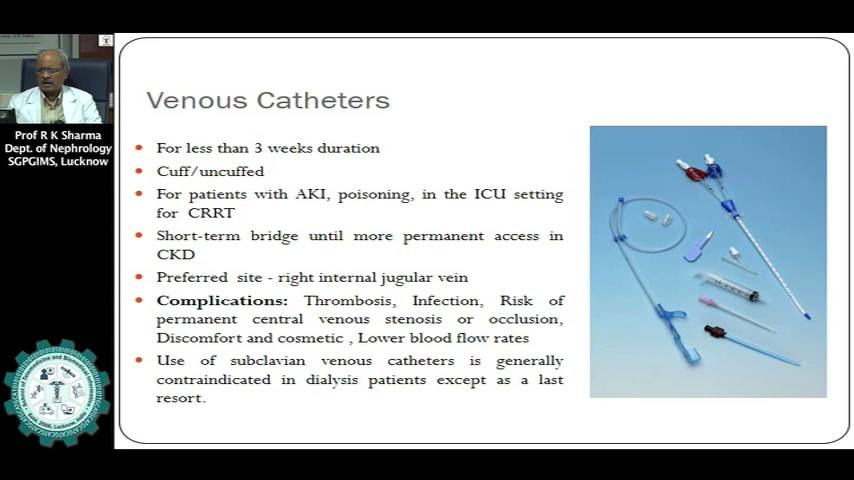 Venous Catheters
For less than 3 weeks duration
Cuff/uncuffed
For patients with AKI, poisoning, in the ICU setting
for CRRT
Short-term bridge until more permanent access in
CKD
Preferred site - right internal jugular vein
Complications: Thrombosis, Infection, Risk of
permanent central venous stenosis or occlusion,
Discomfort and cosmetic , Lower blood flow rates
Use of subclavian venous catheters is generally
contraindicated in dialysis patients except as a last
resort.
Prof R K Sharma
Dept. of Nephrology
SGPGIMS, Lucknow